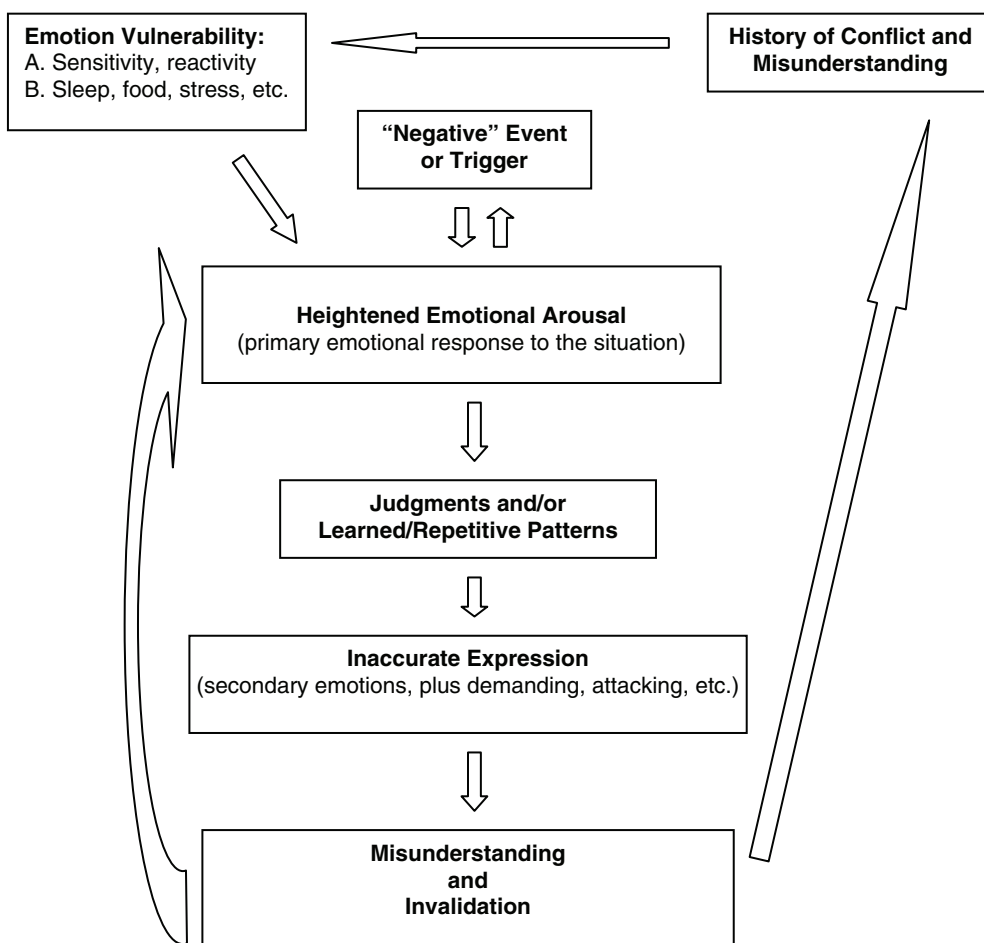 Emotion Vulnerability:
A. Sensitivity, reactivity
B. Sleep, food, stress, etc.
History of Conflict and
Misunderstanding
“Negative” Event
or Trigger
Heightened Emotional Arousal
(primary emotional response to the situation)
Judgments and/or
Learned/Repetitive Patterns
Inaccurate Expression
(secondary emotions, plus demanding, attacking, etc.)
Misunderstanding
and
Invalidation